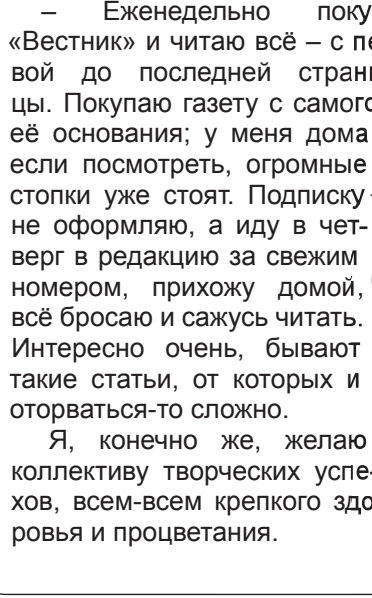 – Еженедельно поку
«Вестник» и читаю всё – с пе
вой до последней страни
цы. Покупаю газету с самого
её основания; у меня дома
если посмотреть, огромные
стопки уже стоят. Подписку
не оформляю, а иду в чет-
верг в редакцию за свежим
номером, прихожу домой,
всё бросаю и сажусь читать.
Интересно очень, бывают
такие статьи, от которых и
оторваться-то сложно.
Я, конечно же, желаю
коллективу творческих успе-
хов, всем-всем крепкого здо
ровья и процветания.